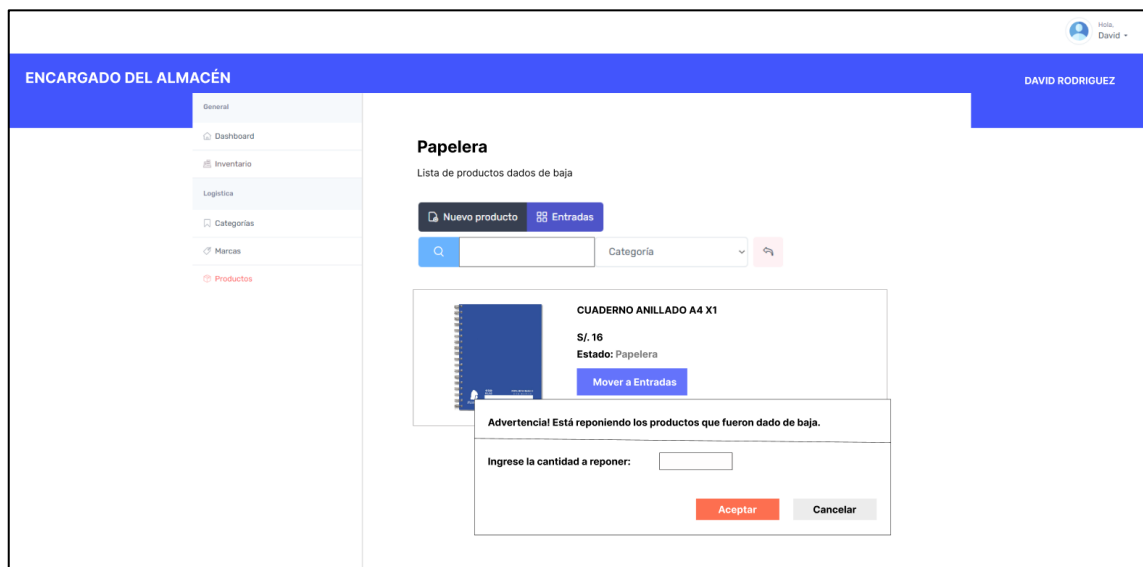 Hola,
David
ENCARGADO DEL ALMACÉN
DAVID RODRIGUEZ
General
Dashboard
Inventario
Logística
Categorías
Marcas
Productos
Papelera
Lista de productos dados de baja
Nuevo producto
Entradas
Categoría
CUADERNO ANILLADO A4 X1
S/. 16
Estado: Papelera
Mover a Entradas
Advertencia! Está reponiendo los productos que fueron dado de baja.
Ingrese la cantidad a reponer:
Aceptar
Cancelar